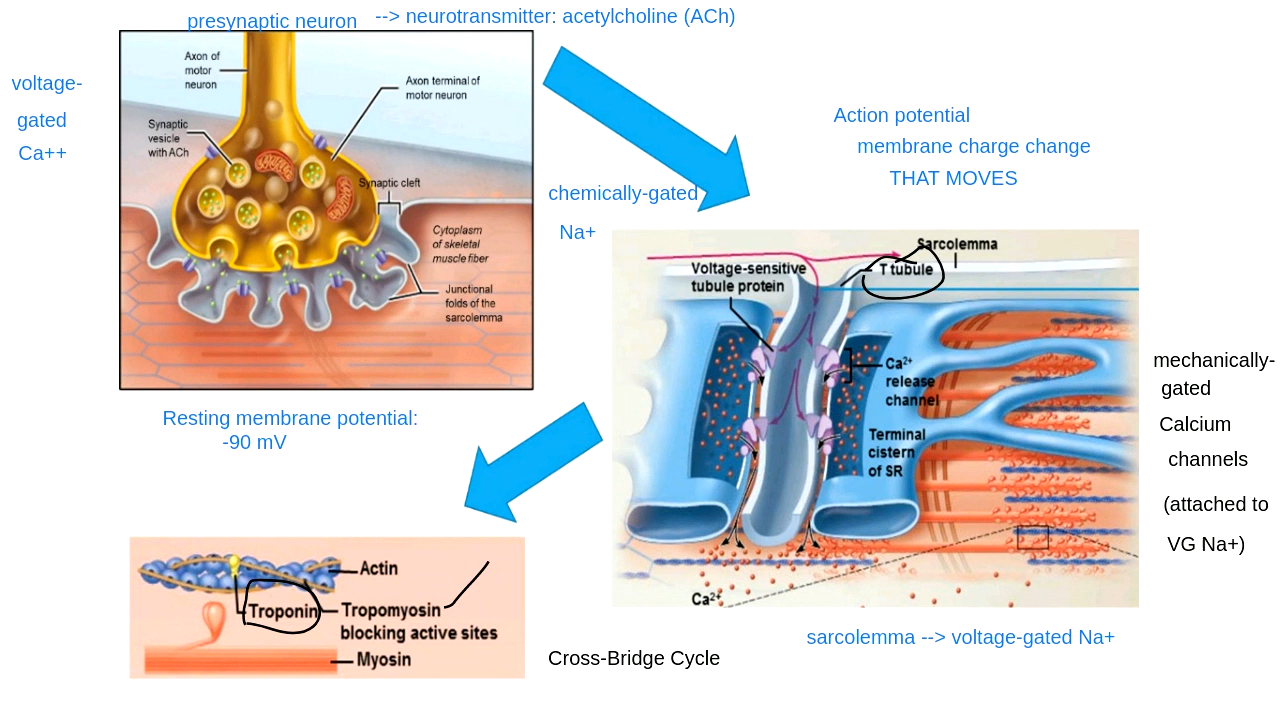 presynaptic neuron --> neurotransmitter: acetylcholine (ACh)
voltage-
gated
Ca++
Axon of
motor
neuron
Axon terminal of
motor neuron
Synaptic
vesicle
with ACh
Synaptic cleft
Cytoplasm
of skeletal
muscle fiber
Junctional
folds of the
sarcolemma
chemically-gated
Na+
Action potential
membrane charge change
THAT MOVES
Sarcolemma
Voltage-sensitive
tubule protein
T tubule
Ca2+
release
channel
Terminal
cistern
of SR
Ca2+
mechanically-
gated
Calcium
channels
(attached to
VG Na+)
sarcolemma --> voltage-gated Na+
Resting membrane potential:
-90 mV
Actin
Troponin
Tropomyosin
blocking active sites
Myosin
Cross-Bridge Cycle